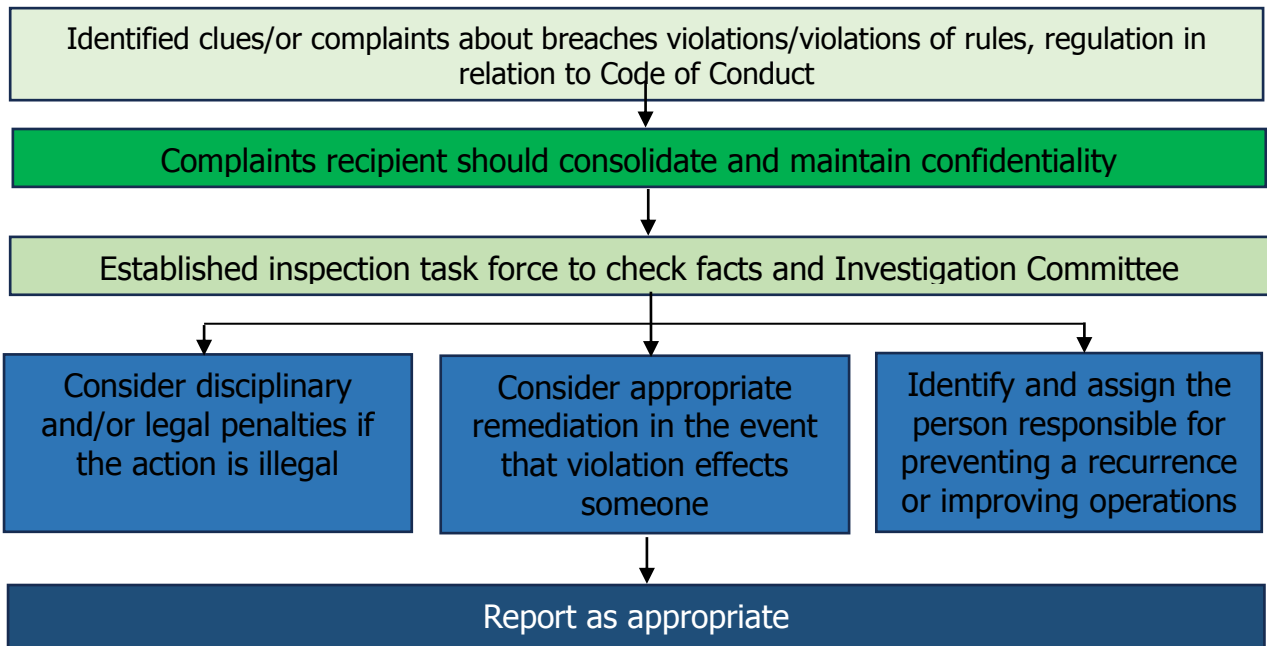 Identified clues/or complaints about breaches violations/violations of rules, regulation in
relation to Code of Conduct
Complaints recipient should consolidate and maintain confidentiality
Established inspection task force to check facts and Investigation Committee
Consider disciplinary
and/or legal penalties if
the action is illegal
Consider appropriate
remediation in the event
that violation effects
someone
Identify and assign the
person responsible for
preventing a recurrence
or improving operations
Report as appropriate